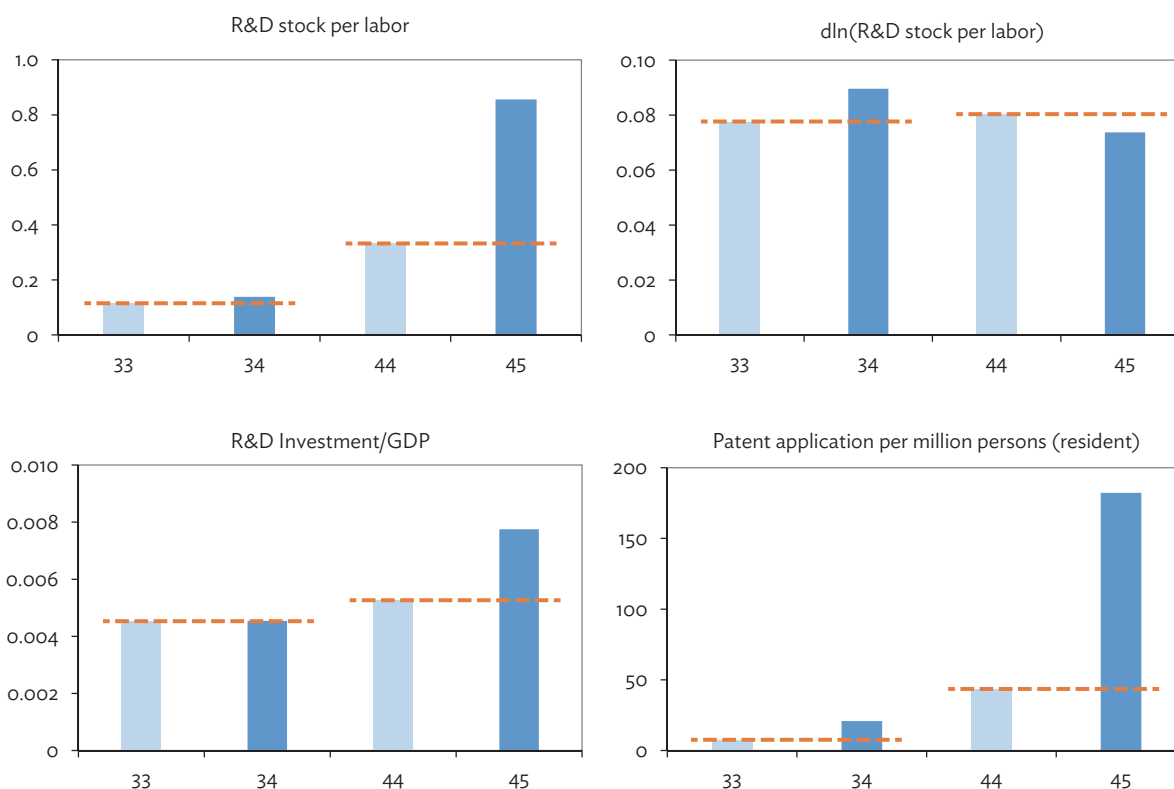 R&D stock per labor
1.0
0.8
0.6
0.4
0.2
0
33 34 44 45
dln(R&D stock per labor)
0.10
0.08
0.06
0.04
0.02
0
33 34 44 45
R&D Investment/GDP
0.010
0.008
0.006
0.004
0.002
0
33 34 44 45
Patent application per million persons (resident)
200
150
100
50
0
33 34 44 45